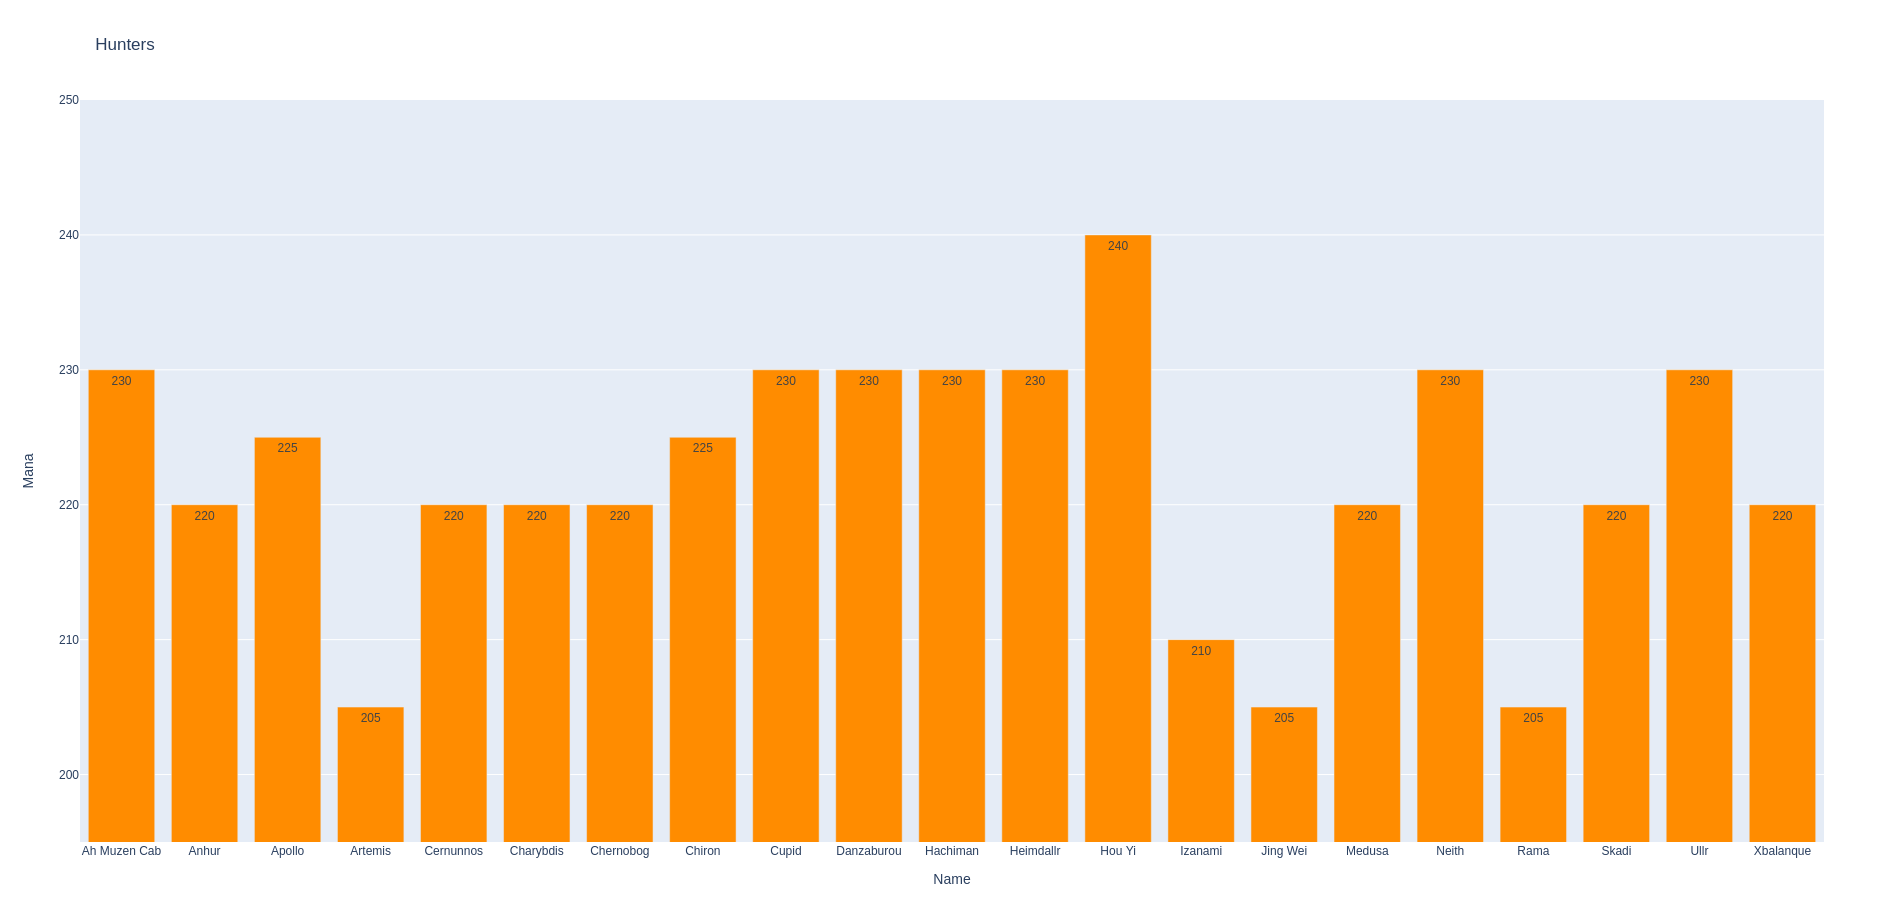 Hunters
250
240
230
220
210
200
Mana
230
220
225
205
220
220
220
225
230
230
230
230
240
210
205
220
230
205
220
230
220
Ah Muzen Cab
Anhur
Apollo
Artemis
Cernunnos
Charybdis
Chernobog
Chiron
Cupid
Danzaburou
Hachiman
Heimdallr
Hou Yi
Izanami
Jing Wei
Medusa
Neith
Rama
Skadi
Ullr
Xbalanque
Name